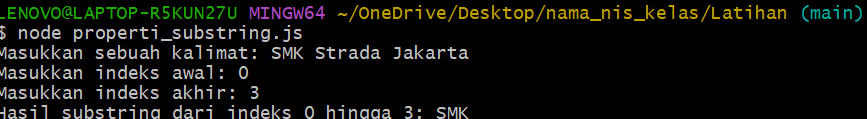 LENOVO@LAPTOP-R5KUN27U MINGW64 ~/OneDrive/Desktop/nama_nis_kelas/Latihan (main)
$ node properti_substring.js
Masukkan sebuah kalimat: SMK Strada Jakarta
Masukkan indeks awal: 0
Masukkan indeks akhir: 3
Hasil substring dari indeks 0 hingga 3: SMK